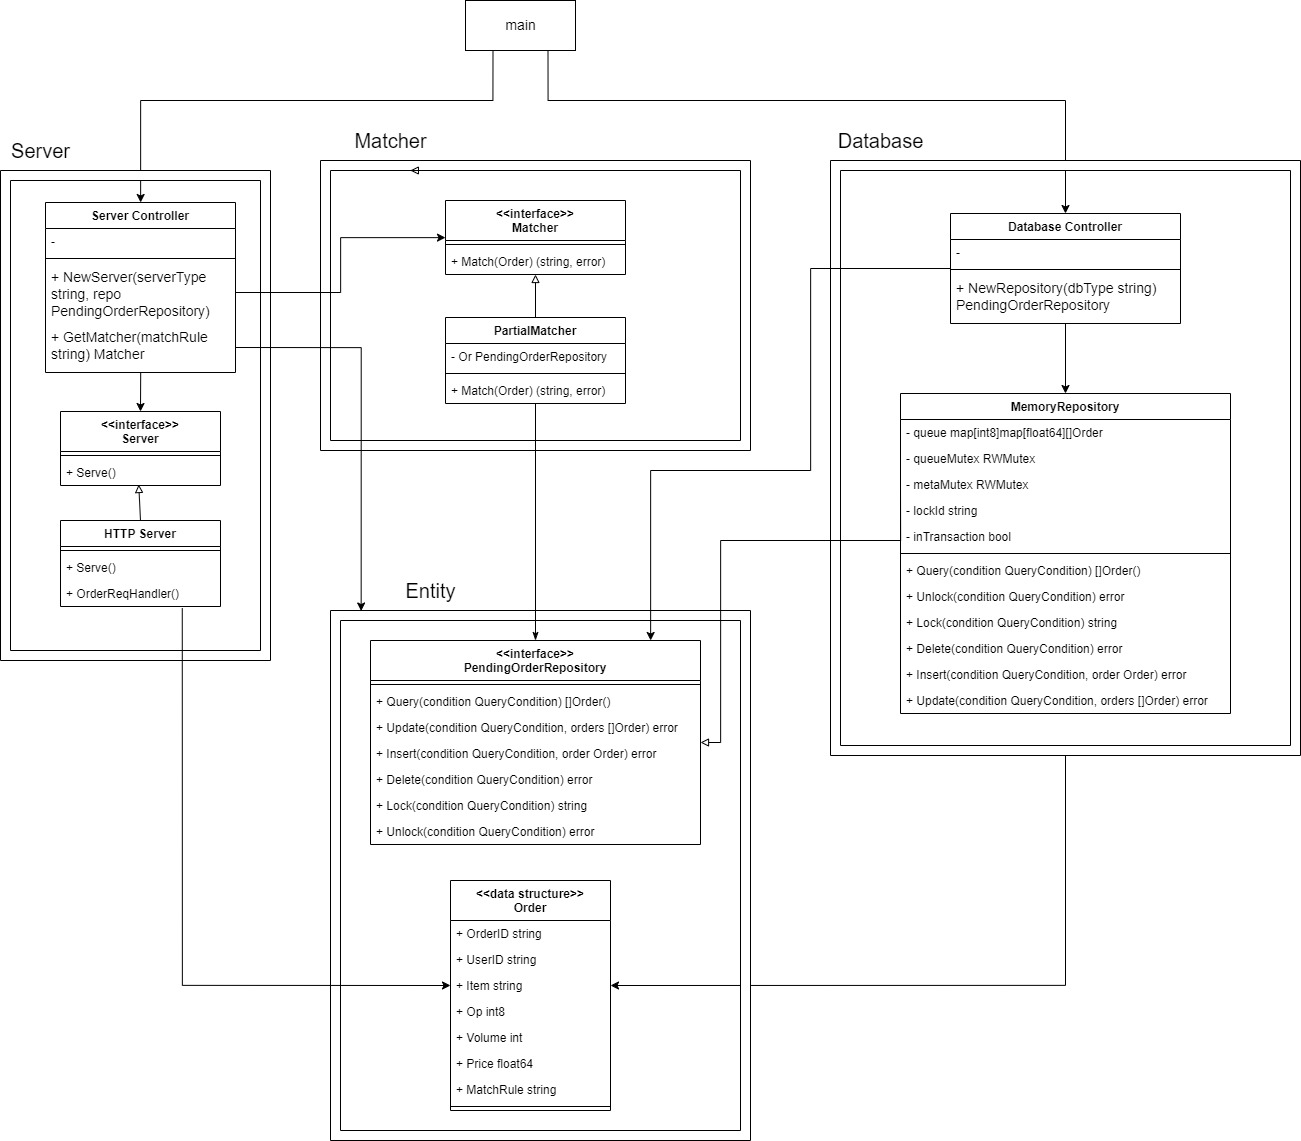 main
Server
Server Controller
-
+ NewServer(serverType
string, repo
PendingOrderRepository)
+ GetMatcher(matchRule
string) Matcher
<<interface>>
Server
+ Serve()
HTTP Server
+ Serve()
+ OrderReqHandler()
Matcher
<<interface>>
Matcher
+ Match(Order) (string, error)
PartialMatcher
- Or PendingOrderRepository
+ Match(Order) (string, error)
Database
Database Controller
-
+ NewRepository(dbType string)
PendingOrderRepository
MemoryRepository
- queue map[int8]map[float64][]Order
- queueMutex RWMutex
- metaMutex RWMutex
- lockId string
- inTransaction bool
+ Query(condition QueryCondition) []Order()
+ Unlock(condition QueryCondition) error
+ Lock(condition QueryCondition) string
+ Delete(condition QueryCondition) error
+ Insert(condition QueryCondition, order Order) error
+ Update(condition QueryCondition, orders []Order) error
Entity
<<interface>>
PendingOrderRepository
+ Query(condition QueryCondition) []Order()
+ Update(condition QueryCondition, orders []Order) error
+ Insert(condition QueryCondition, order Order) error
+ Delete(condition QueryCondition) error
+ Lock(condition QueryCondition) string
+ Unlock(condition QueryCondition) error
<<data structure>>
Order
+ OrderID string
+ UserID string
+ Item string
+ Op int8
+ Volume int
+ Price float64
+ MatchRule string